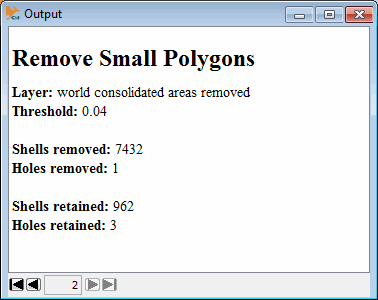 Output
Remove Small Polygons
Layer: world consolidated areas removed
Threshold: 0.04
Shells removed: 7432
Holes removed: 1
Shells retained: 962
Holes retained: 3
2